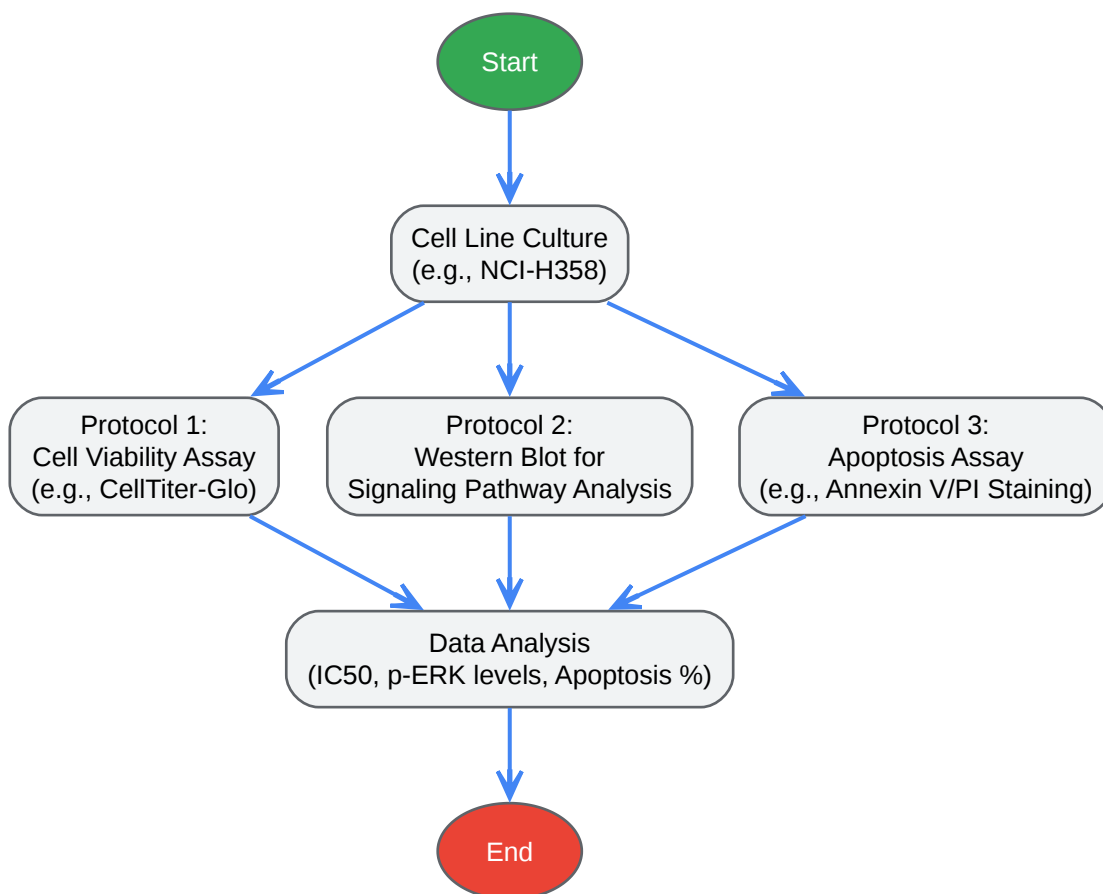 Start
Cell Line Culture
(e.g., NCI-H358)
Protocol 1:
Cell Viability Assay
(e.g., CellTiter-Glo)
Protocol 2:
Western Blot for
Signaling Pathway Analysis
Protocol 3:
Apoptosis Assay
(e.g., Annexin V/PI Staining)
Data Analysis
(IC50, p-ERK levels, Apoptosis %)
End